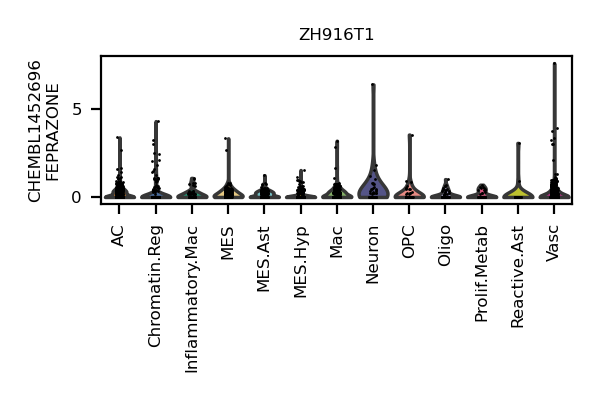 ZH916T1
CHEMBL1452696
FEPRAZONE
5
0
AC
Chromatin.Reg
Inflammatory.Mac
MES
MES.Ast
MES.Hyp
Mac
Neuron
OPC
Oligo
Prolif.Metab
Reactive.Ast
Vasc